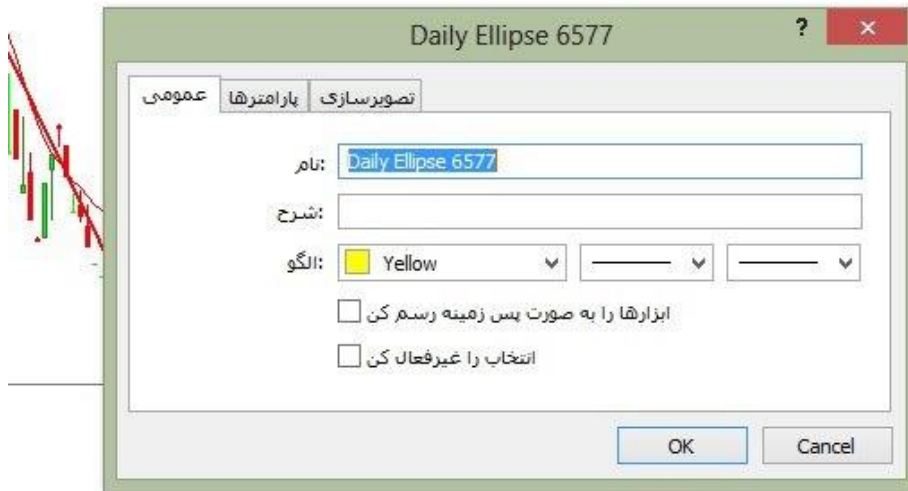 Daily Ellipse 6577
?
عمومی پارامترها تصویرسازی
نام: Daily Ellipse 6577
شرح:
الگو: Yellow
ابزارها را به صورت پس زمینه رسم کن
انتخاب را غیرفعال کن
OK Cancel